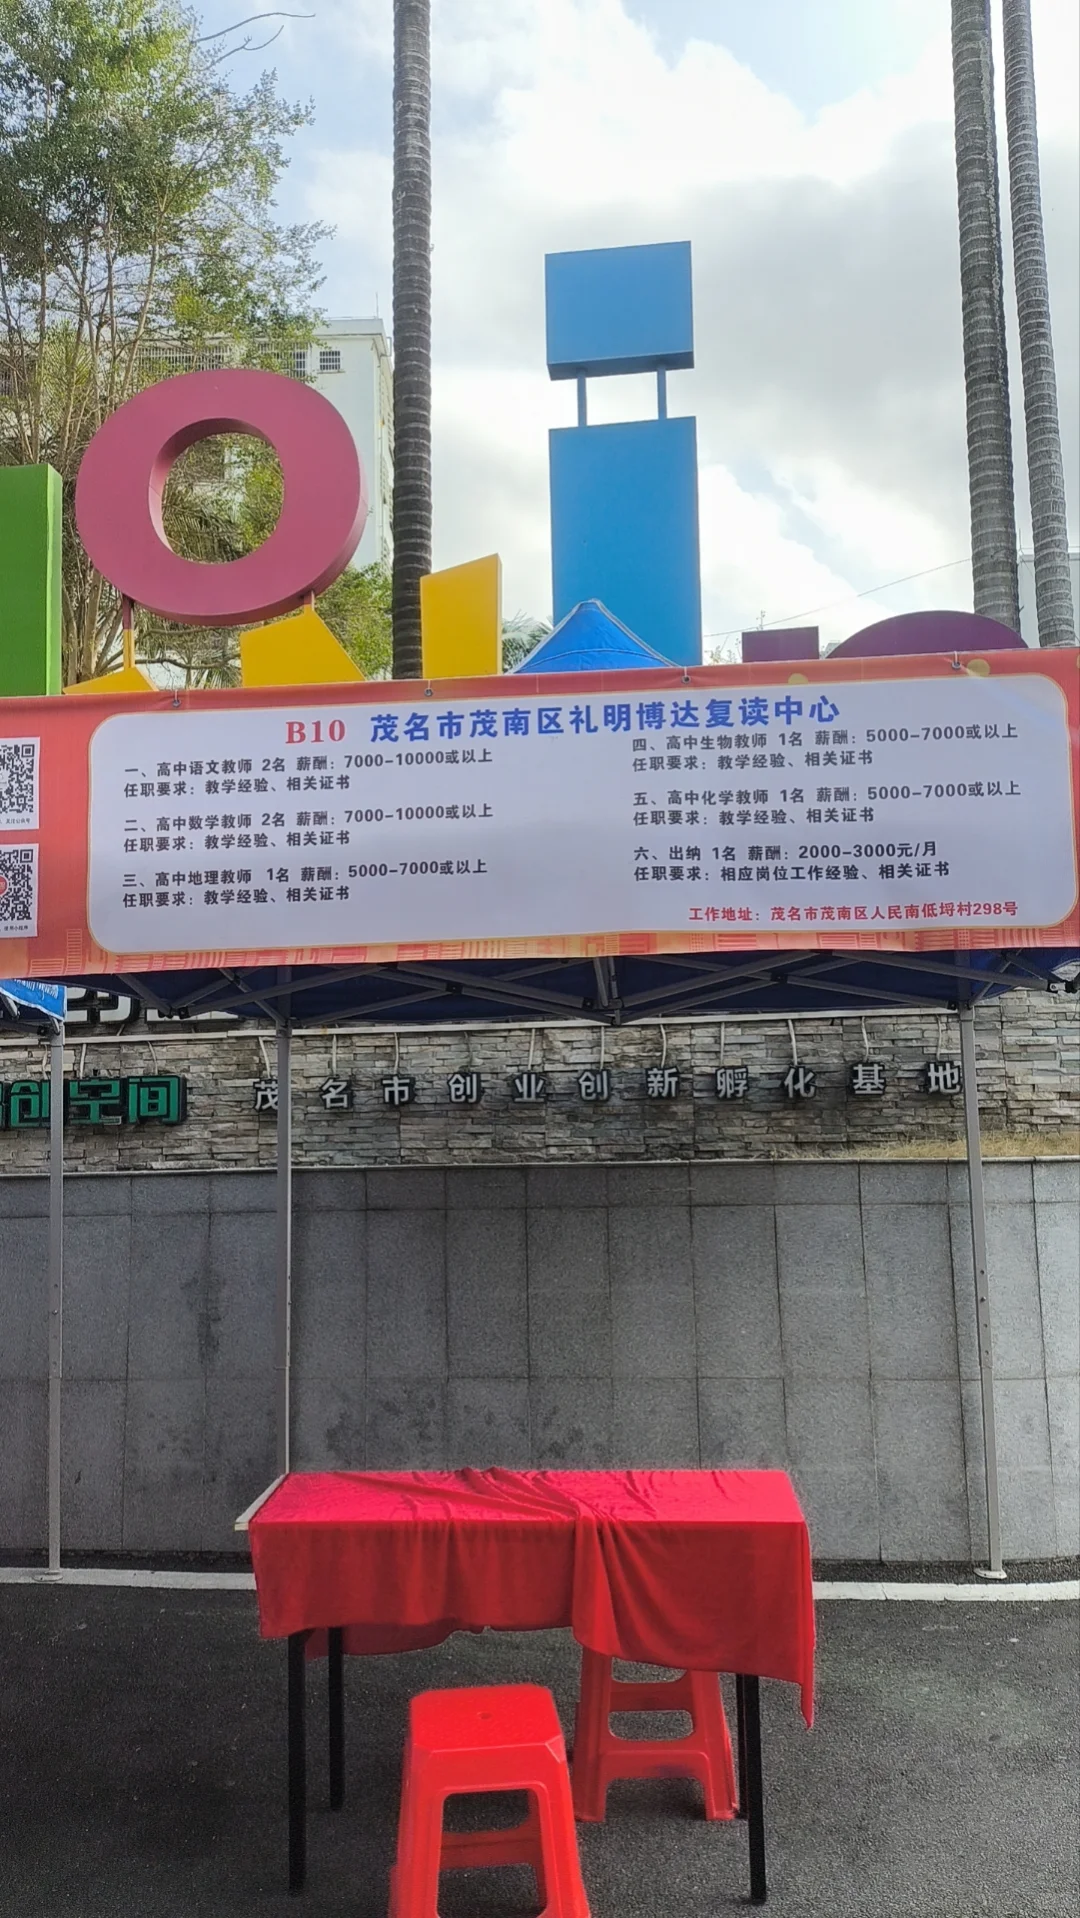 B10 茂名市茂南区礼明博达复读中心
一、高中语文教师 2名 薪酬：7000-10000或以上
任职要求：教学经验、相关证书
二、高中数学教师 2名 薪酬：7000-10000或以上
任职要求：教学经验、相关证书
三、高中地理教师 1名 薪酬：5000-7000或以上
任职要求：教学经验、相关证书
四、高中生物教师 1名 薪酬：5000-7000或以上
任职要求：教学经验、相关证书
五、高中化学教师 1名 薪酬：5000-7000或以上
任职要求：教学经验、相关证书
六、出纳 1名 薪酬：2000-3000元/月
任职要求：相应岗位工作经验、相关证书
工作地址：茂名市茂南区人民南低埒村298号
创空间
茂名市创业创新孵化基地